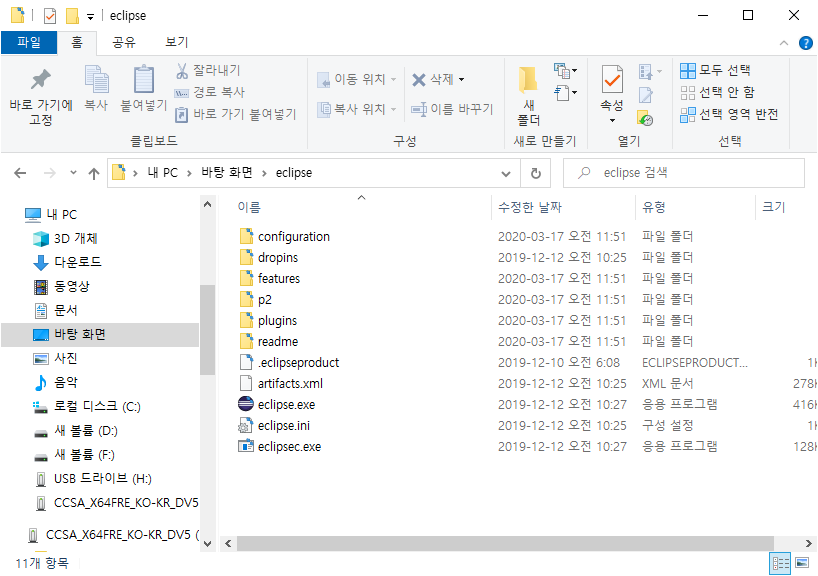 eclipse
파일 홈 공유 보기
바로 가기에 고정
복사
붙여넣기
잘라내기
경로 복사
바로 가기 붙여넣기
클립보드
이동 위치
복사 위치
삭제
이름 바꾸기
구성
새 폴더
새로 만들기
속성
열기
모두 선택
선택 안 함
선택 영역 반전
선택
내 PC > 바탕 화면 > eclipse
eclipse 검색
내 PC
3D 개체
다운로드
동영상
문서
바탕 화면
사진
음악
로컬 디스크 (C:)
새 볼륨 (D:)
새 볼륨 (F:)
USB 드라이브 (H:)
CCSA_X64FRE_KO-KR_DV5
CCSA_X64FRE_KO-KR_DV5 (
이름 수정한 날짜 유형 크기
configuration 2020-03-17 오전 11:51 파일 폴더
dropins 2019-12-12 오전 10:25 파일 폴더
features 2020-03-17 오전 11:51 파일 폴더
p2 2020-03-17 오전 11:51 파일 폴더
plugins 2020-03-17 오전 11:51 파일 폴더
readme 2020-03-17 오전 11:51 파일 폴더
.eclipseproduct 2019-12-10 오전 6:08 ECLIPSEPRODUCT... 1K
artifacts.xml 2019-12-12 오전 10:25 XML 문서 278K
eclipse.exe 2019-12-12 오전 10:27 응용 프로그램 416K
eclipse.ini 2019-12-12 오전 10:25 구성 설정 1K
eclipsec.exe 2019-12-12 오전 10:27 응용 프로그램 128K
11개 항목